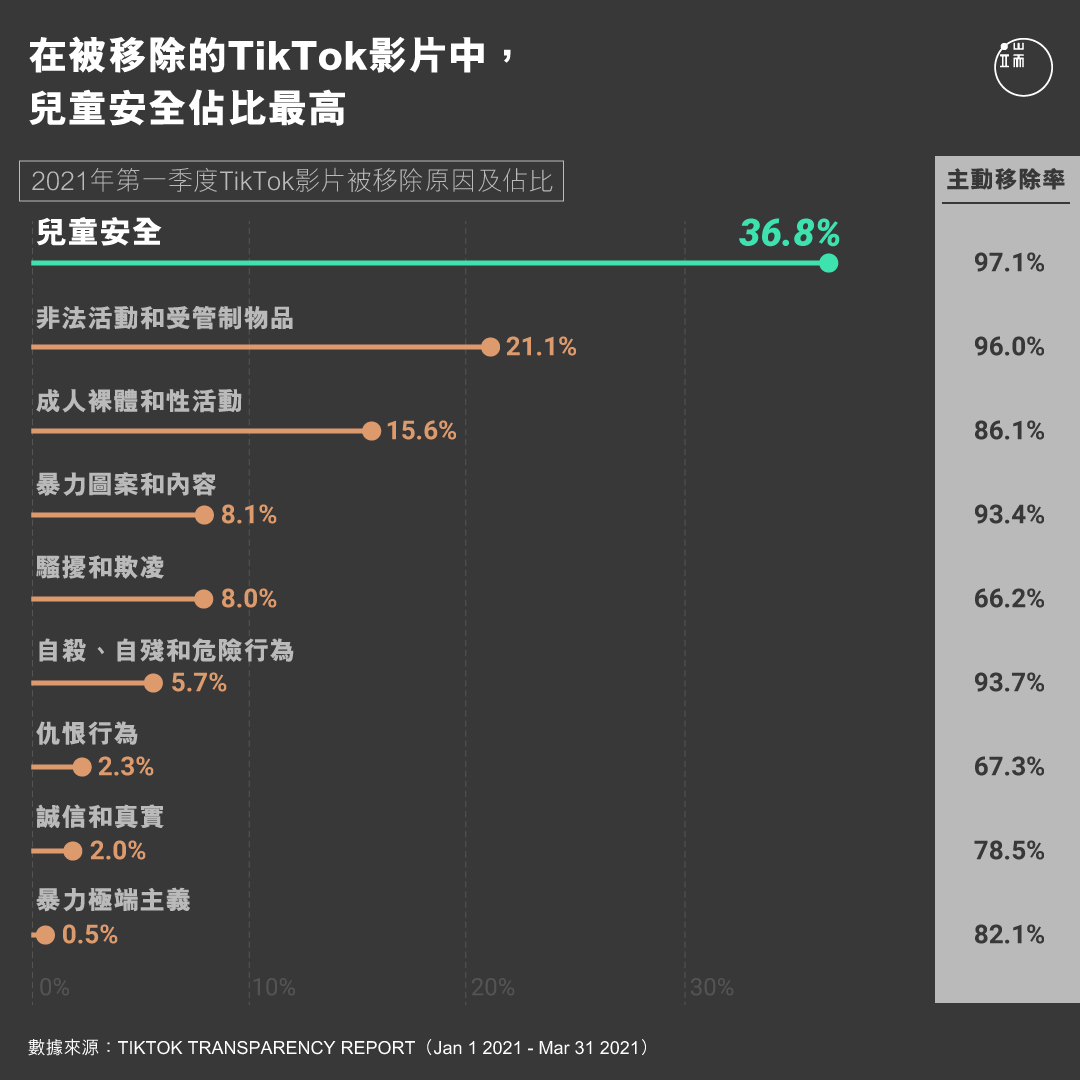 在被移除的TikTok影片中，
兒童安全佔比最高
端
2021年第一季度TikTok影片被移除原因及佔比
主動移除率
兒童安全
36.8%
97.1%
非法活動和受管制物品
21.1%
96.0%
成人裸體和性活動
15.6%
86.1%
暴力圖案和內容
8.1%
93.4%
騷擾和欺凌
8.0%
66.2%
自殺、自殘和危險行為
5.7%
93.7%
仇恨行為
2.3%
67.3%
誠信和真實
2.0%
78.5%
暴力極端主義
0.5%
82.1%
0% 10% 20% 30%
數據來源：TIKTOK TRANSPARENCY REPORT（Jan 1 2021 - Mar 31 2021）